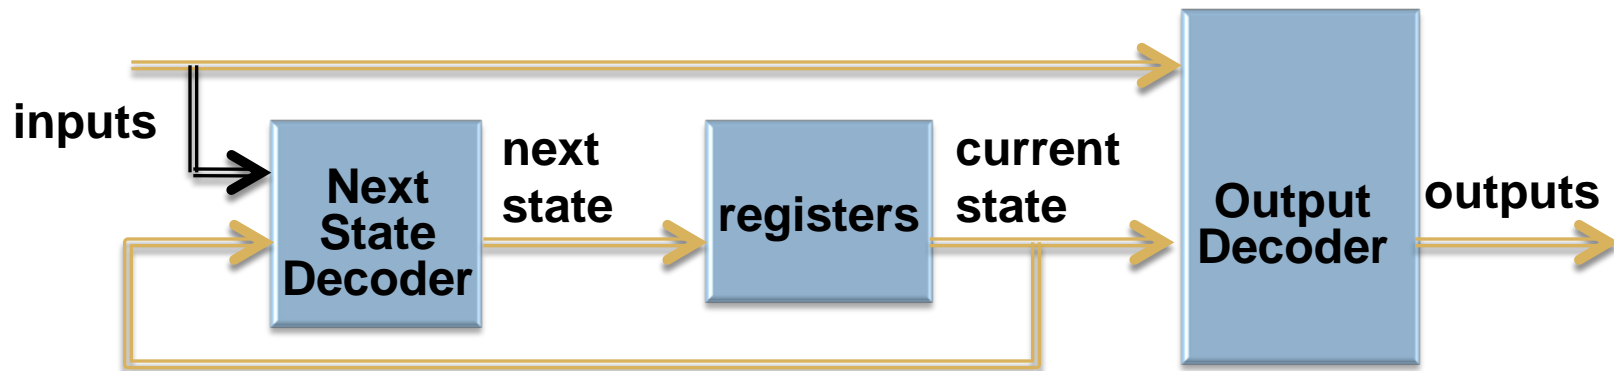 inputs
Next
State
Decoder
next
state
registers
current
state
Output
Decoder
outputs